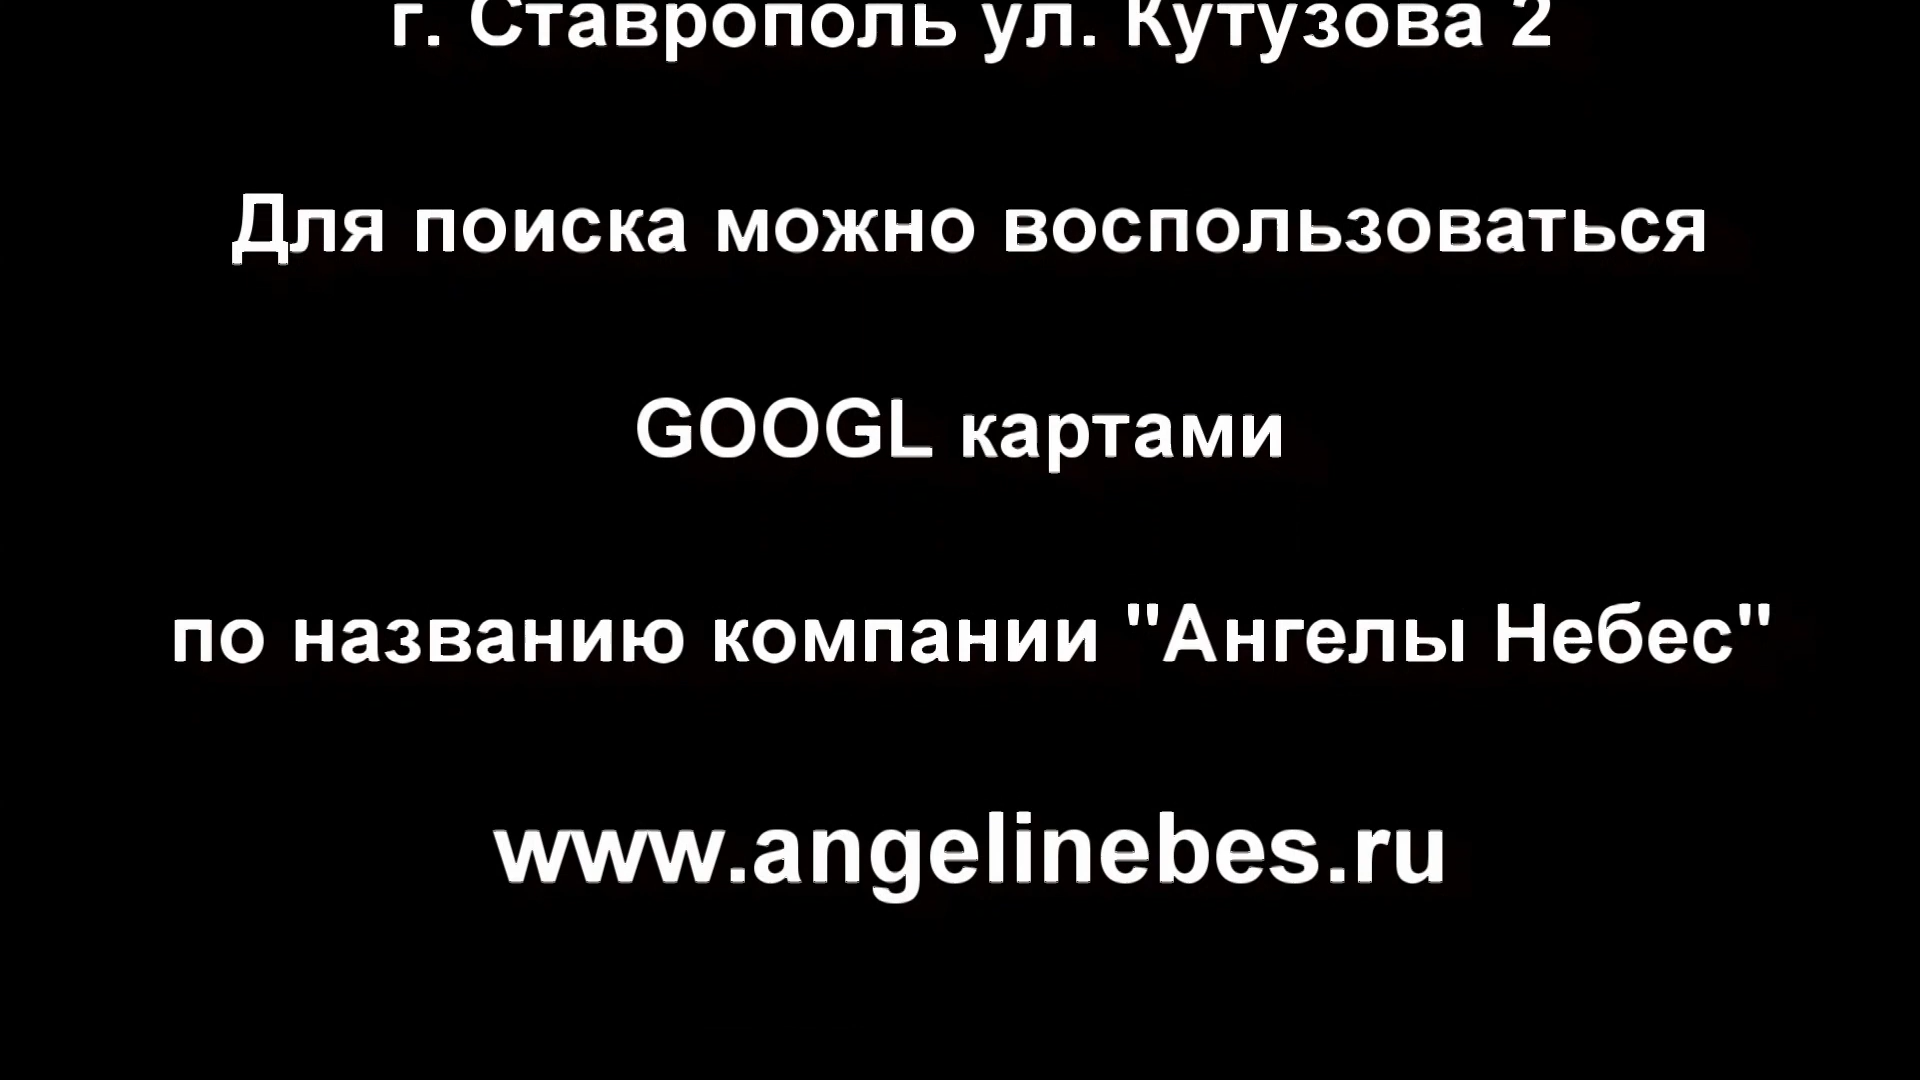 г. Ставрополь ул. Кутузова 2
Для поиска можно воспользоваться
GOOGL картами
по названию компании "Ангелы Небес"
www.angelinebes.ru